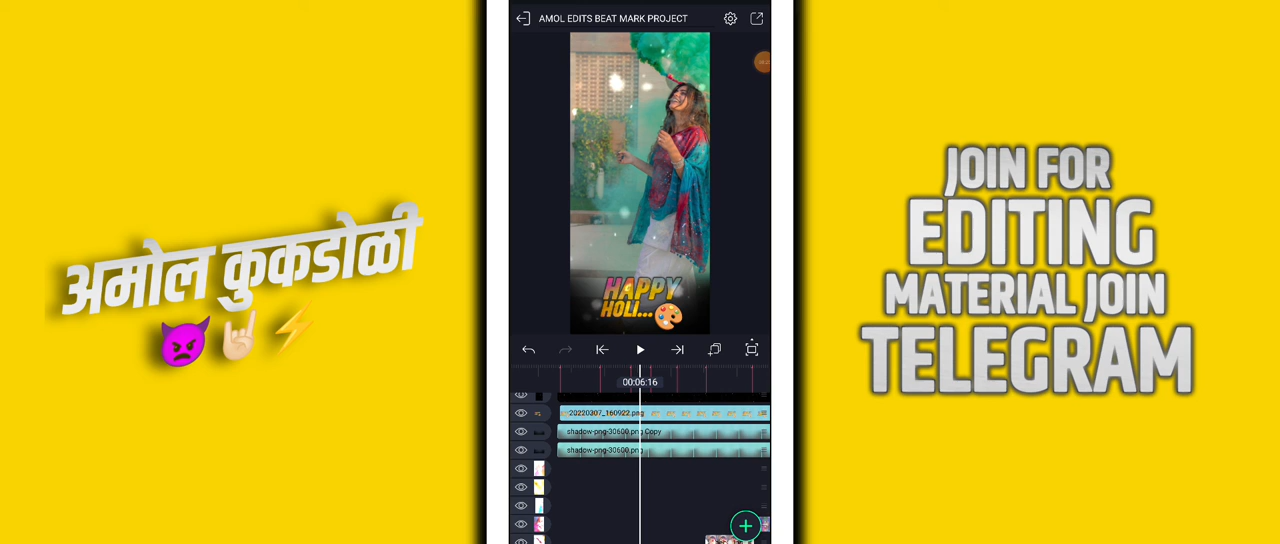 अमोल कुकडोळी
AMOL EDITS BEAT MARK PROJECT
HAPPY
HOLI...
00:06:16
20220307_160922.png
shadow-png-30600.png Copy
shadow-png-30600.png
JOIN FOR
EDITING
MATERIAL JOIN
TELEGRAM